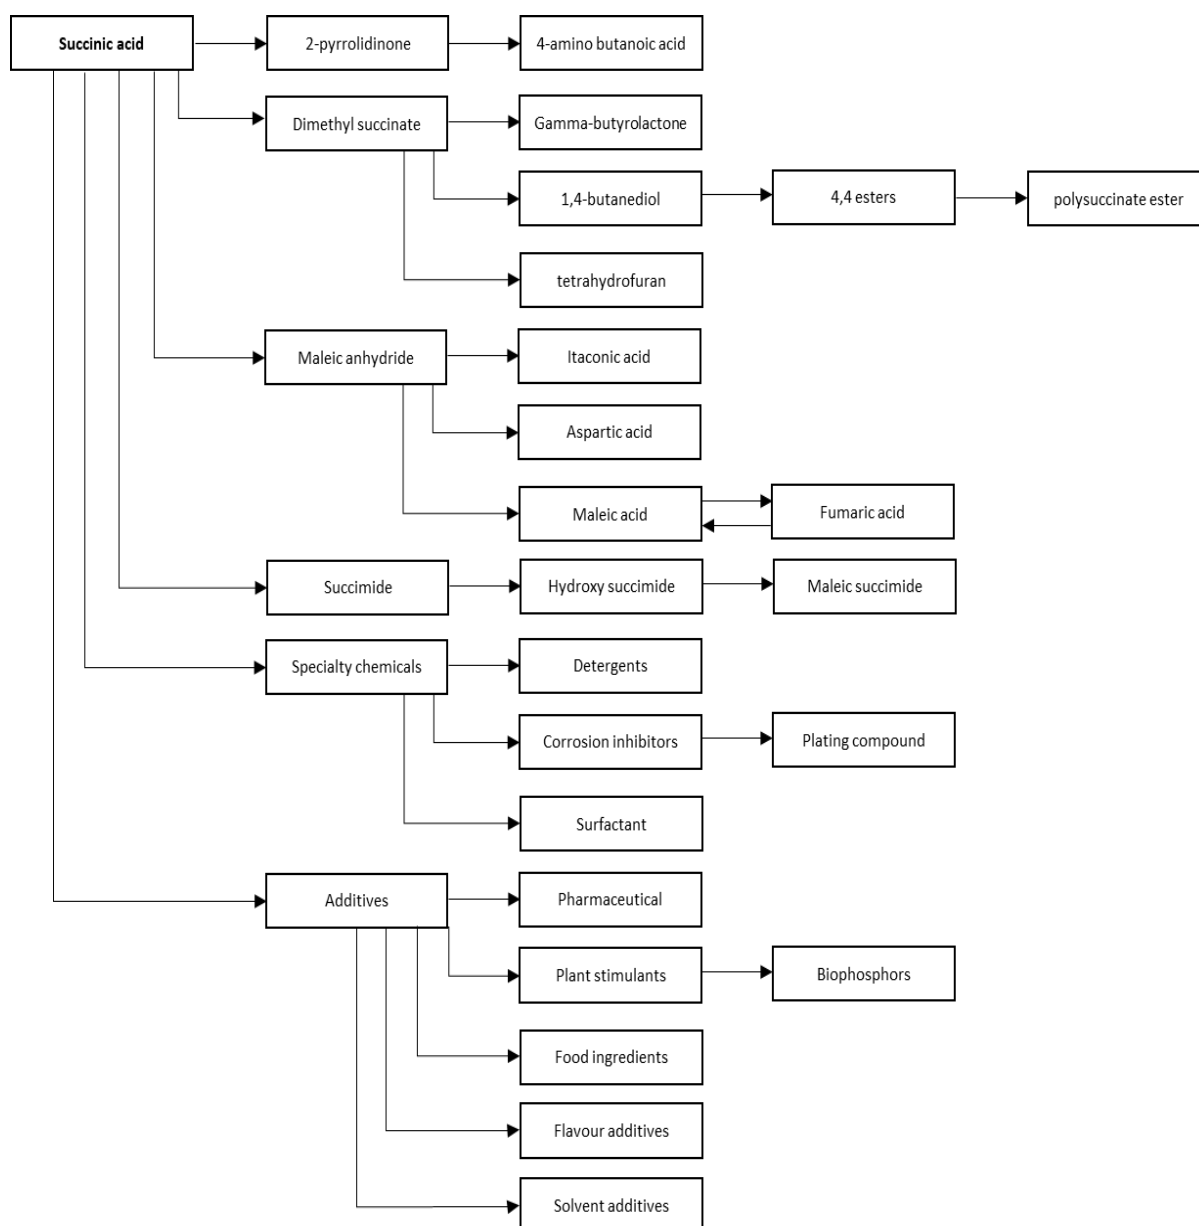 Succinic acid
2-pyrrolidinone
4-amino butanoic acid
Dimethyl succinate
Gamma-butyrolactone
1,4-butanediol
4,4 esters
polysuccinate ester
tetrahydrofuran
Maleic anhydride
Itaconic acid
Aspartic acid
Maleic acid
Fumaric acid
Succimide
Hydroxy succimide
Maleic succimide
Specialty chemicals
Detergents
Corrosion inhibitors
Plating compound
Surfactant
Additives
Pharmaceutical
Plant stimulants
Biophosphors
Food ingredients
Flavour additives
Solvent additives